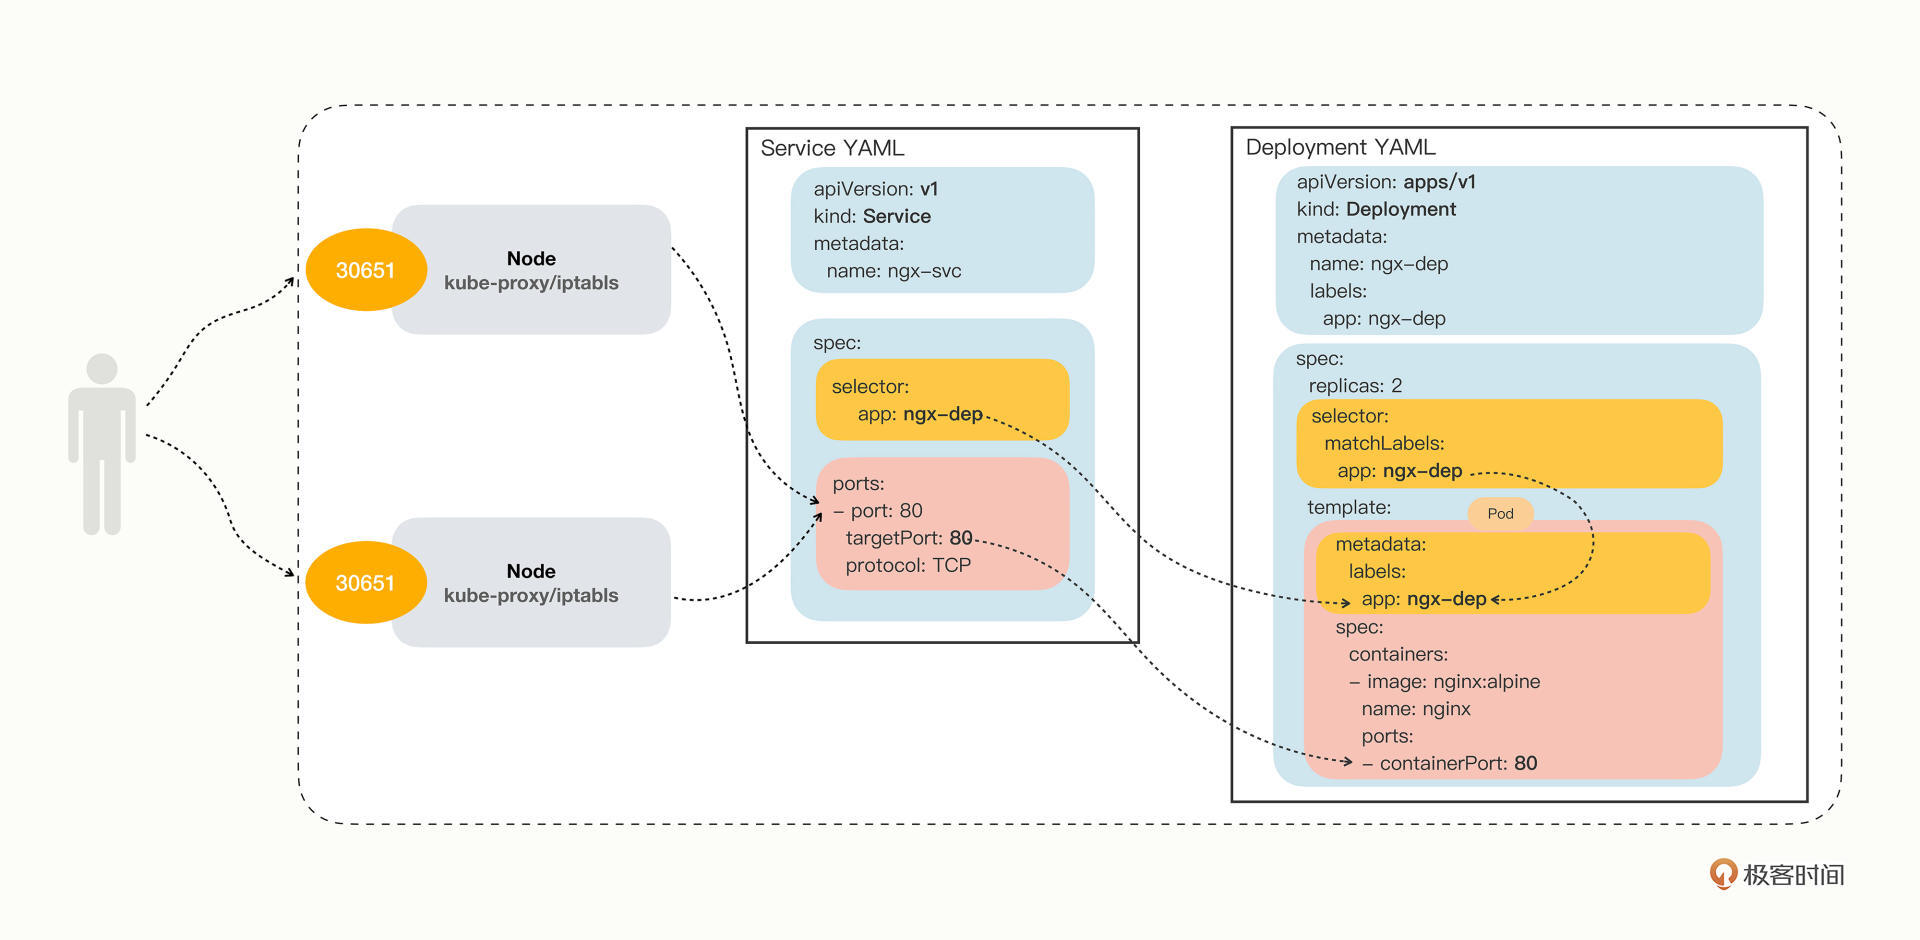 30651
Node
kube-proxy/iptabls
30651
Node
kube-proxy/iptabls
Service YAML
apiVersion: v1
kind: Service
metadata:
name: ngx-svc
spec:
selector:
app: ngx-dep
ports:
- port: 80
targetPort: 80
protocol: TCP
Deployment YAML
apiVersion: apps/v1
kind: Deployment
metadata:
name: ngx-dep
labels:
app: ngx-dep
spec:
replicas: 2
selector:
matchLabels:
app: ngx-dep
template:
Pod
metadata:
labels:
app: ngx-dep
spec:
containers:
- image: nginx:alpine
name: nginx
ports:
- containerPort: 80
极客时间